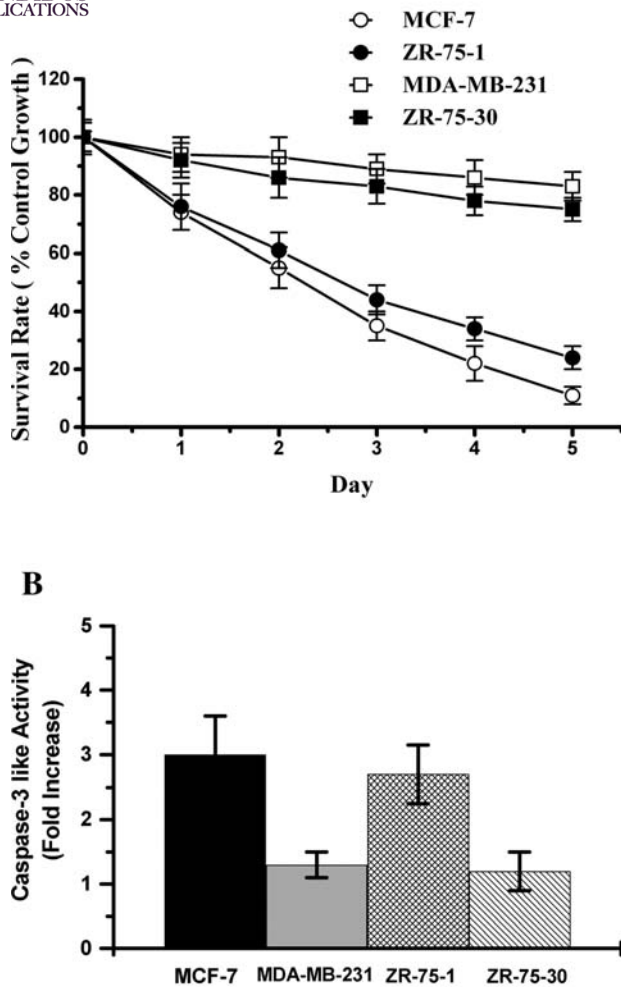 LICATIONS
MCF-7
ZR-75-1
MDA-MB-231
ZR-75-30
Survival Rate ( % Control Growth )
120
100
80
60
40
20
0
0 1 2 3 4 5
Day
B
Caspase-3 like Activity
(Fold Increase)
5
4
3
2
1
0
MCF-7 MDA-MB-231 ZR-75-1 ZR-75-30